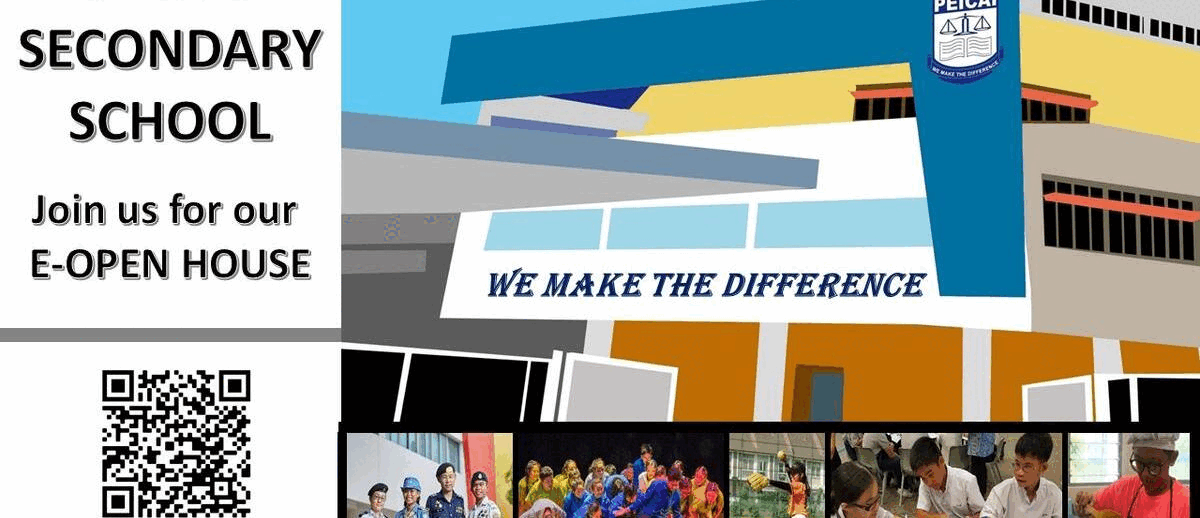 SECONDARY
SCHOOL
Join us for our
E-OPEN HOUSE
PEICAI
WE MAKE THE DIFFERENCE
WE MAKE THE DIFFERENCE